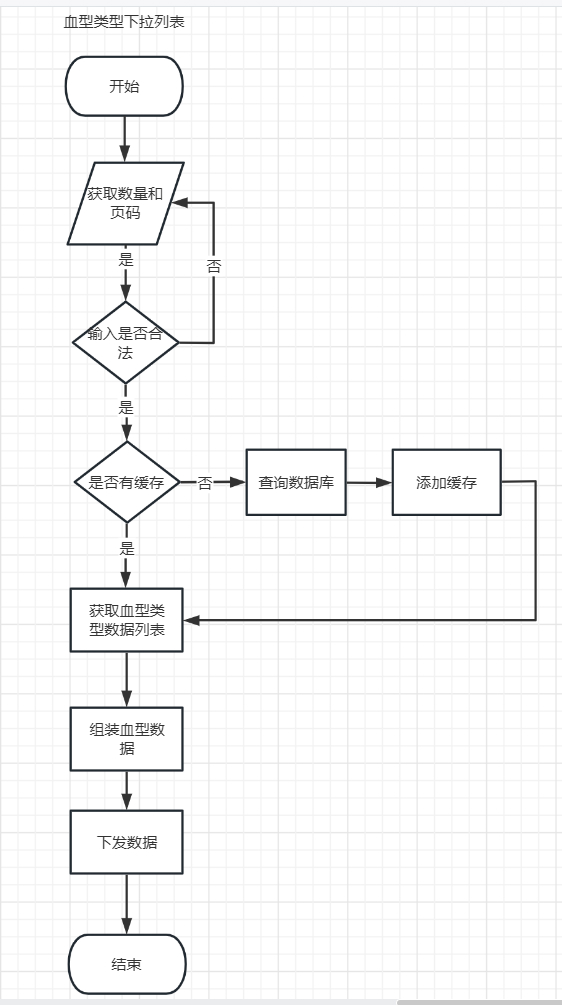 血型类型下拉列表
开始
获取数量和
页码
是
否
输入是否合
法
是
是否有缓存
否
查询数据库
添加缓存
是
获取血型类
型数据列表
组装血型数
据
下发数据
结束